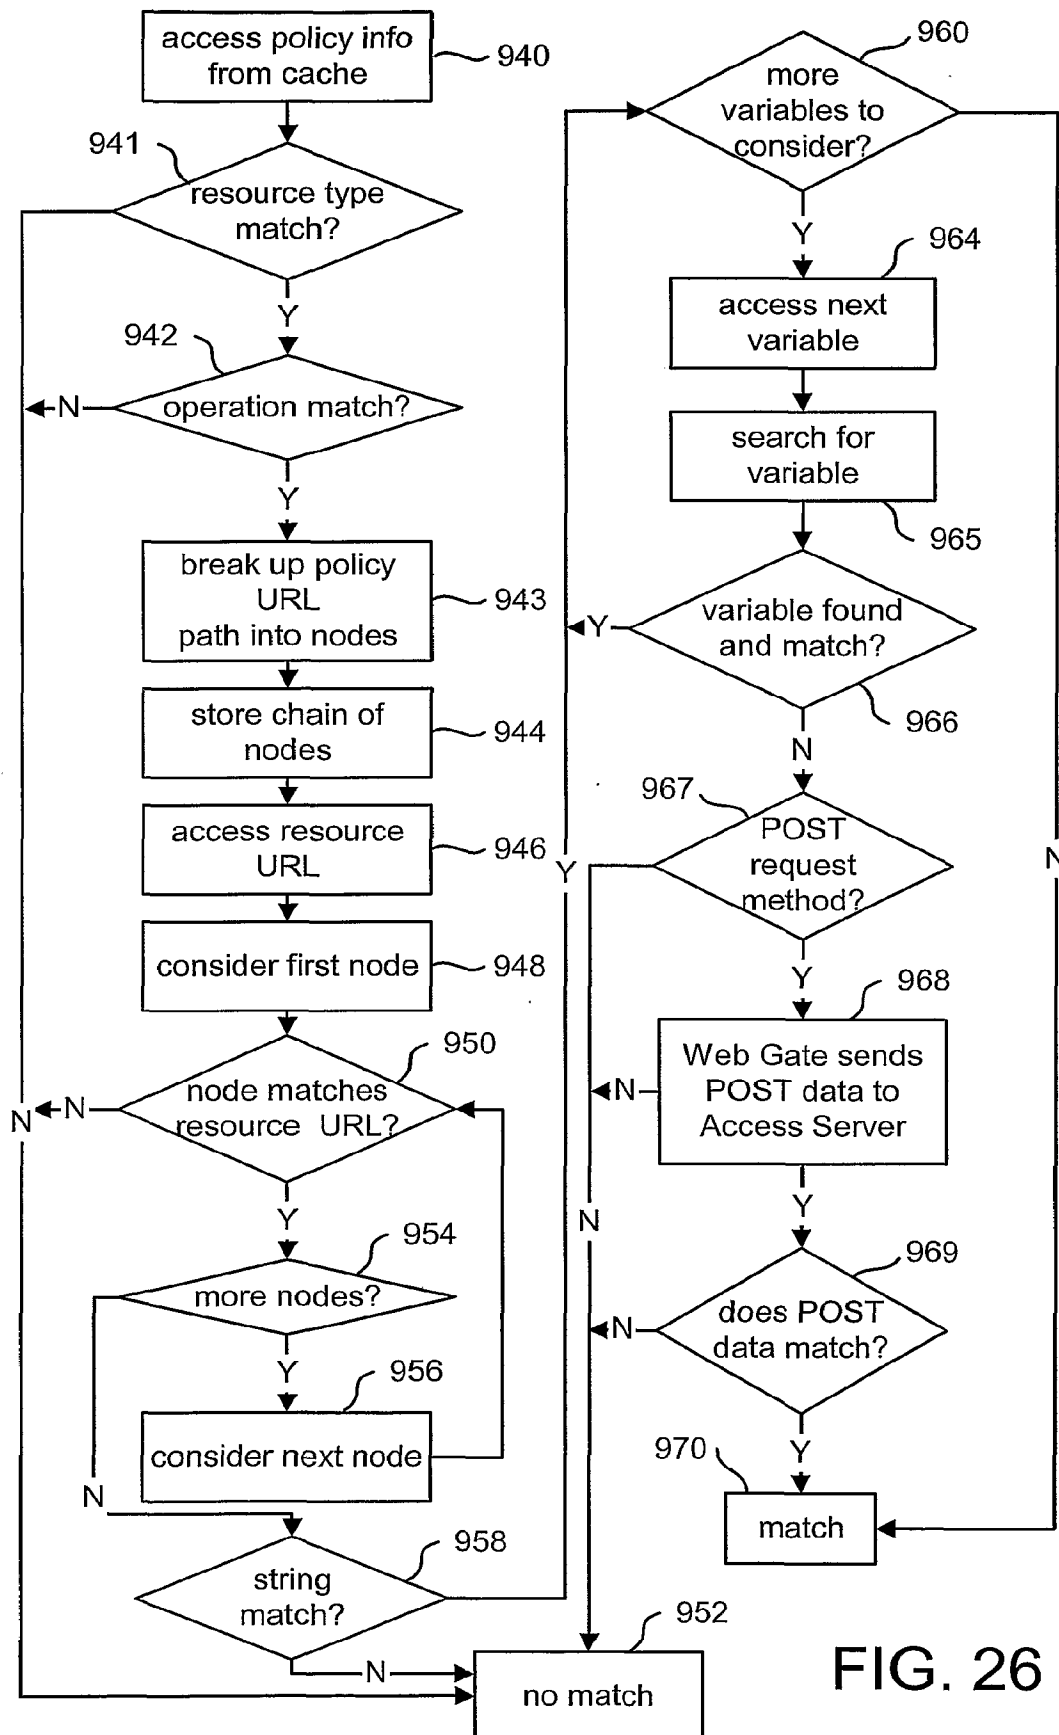 access policy info
from cache
940
941
resource type
match?
Y
942
operation match?
N
Y
break up policy
URL
path into nodes
943
store chain of
nodes
944
access resource
URL
946
consider first node
948
950
node matches
resource URL?
N
N
Y
954
more nodes?
Y
956
consider next node
N
958
string
match?
N
Y
960
more
variables to
consider?
Y
N
964
access next
variable
search for
variable
965
variable found
and match?
Y
966
N
967
POST
request
method?
Y
N
968
Web Gate sends
POST data to
Access Server
N
Y
969
does POST
data match?
N
Y
970
match
952
no match
FIG. 26